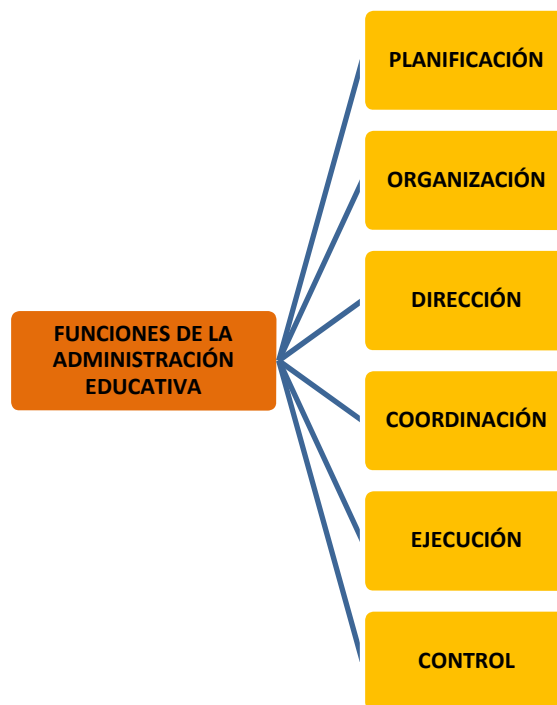 PLANIFICACIÓN
ORGANIZACIÓN
DIRECCIÓN
FUNCIONES DE LA
ADMINISTRACIÓN
EDUCATIVA
COORDINACIÓN
EJECUCIÓN
CONTROL